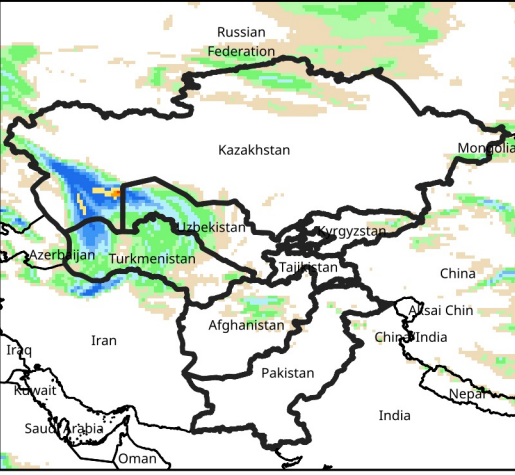 Russian
Federation
Kazakhstan
Mongolia
Uzbekistan
Kyrgyzstan
Azerbaijan
Turkmenistan
Tajikistan
China
Aksai Chin
Afghanistan
China/India
Iran
Iraq
Pakistan
Kuwait
Nepal
India
Saudi Arabia
Oman